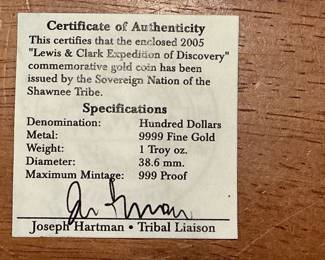 Certificate of Authenticity
This certifies that the enclosed 2005
"Lewis & Clark Expedition of Discovery"
commemorative gold coin has been
issued by the Sovereign Nation of the
Shawnee Tribe.
Specifications
Denomination: Hundred Dollars
Metal: 9999 Fine Gold
Weight: 1 Troy oz.
Diameter: 38.6 mm.
Maximum Mintage: 999 Proof
Joseph Hartman • Tribal Liaison